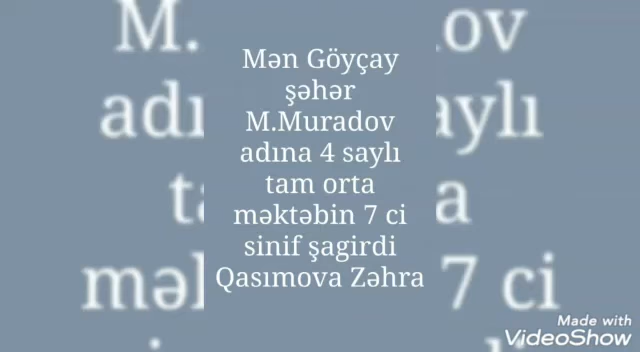 Mən Göyçay
şəhər
M.Muradov
adına 4 saylı
tam orta
məktəbin 7 ci
sinif şagirdi
Qasımova Zəhra
Made with
VideoShow